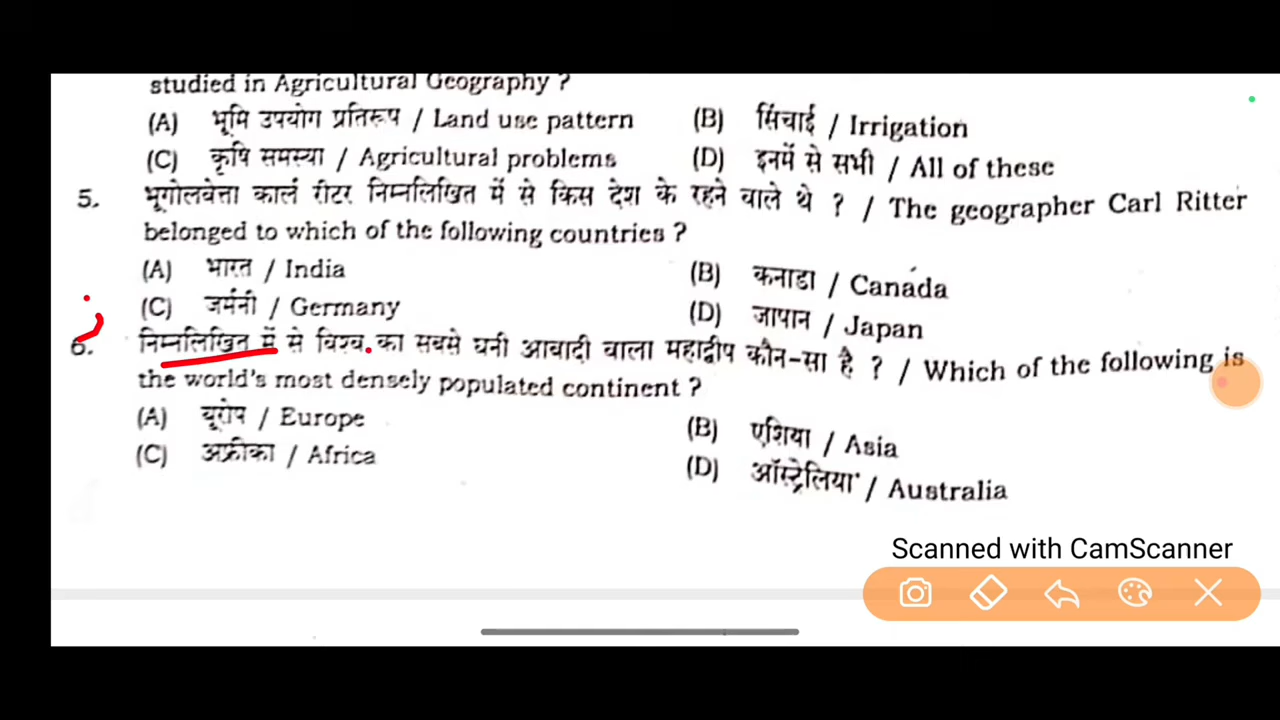 studied in Agricultural Geography ?
(A) भूमि उपयोग प्रतिरूप / Land use pattern (B) सिंचाई / Irrigation
(C) कृषि समस्या / Agricultural problems (D) इनमें से सभी / All of these
5. भूगोलवेत्ता कार्ल रीटर निम्नलिखित में से किस देश के रहने वाले थे ? / The geographer Carl Ritter
belonged to which of the following countries ?
(A) भारत / India (B) कनाडा / Canada
(C) जर्मनी / Germany (D) जापान / Japan
6. निम्नलिखित में से विश्व का सबसे घनी आबादी वाला महाद्वीप कौन-सा है ? / Which of the following is
the world's most densely populated continent ?
(A) यूरोप / Europe (B) एशिया / Asia
(C) अफ्रीका / Africa (D) ऑस्ट्रेलिया / Australia
Scanned with CamScanner